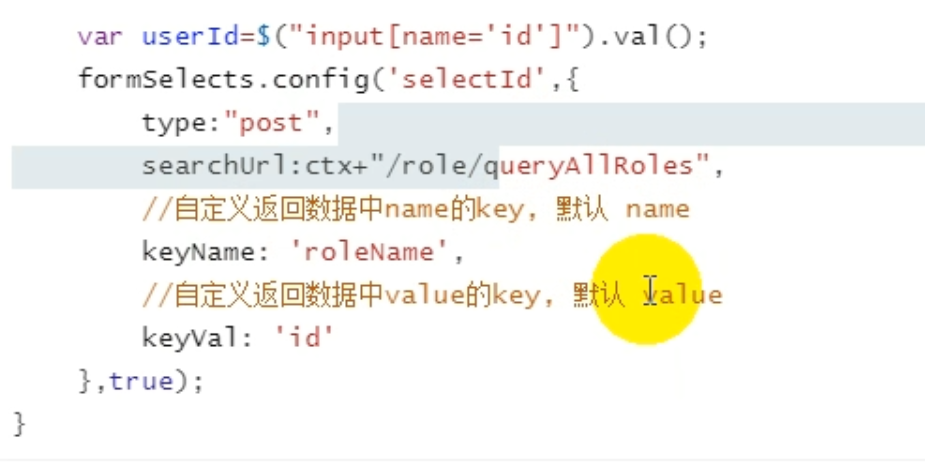 var userId=$("input[name='id']").val();
formSelects.config('selectId',{
type:"post",
searchUrl:ctx+"/role/queryAllRoles",
//自定义返回数据中name的key, 默认 name
keyName: 'roleName',
//自定义返回数据中value的key, 默认 value
keyVal: 'id'
},true);
}